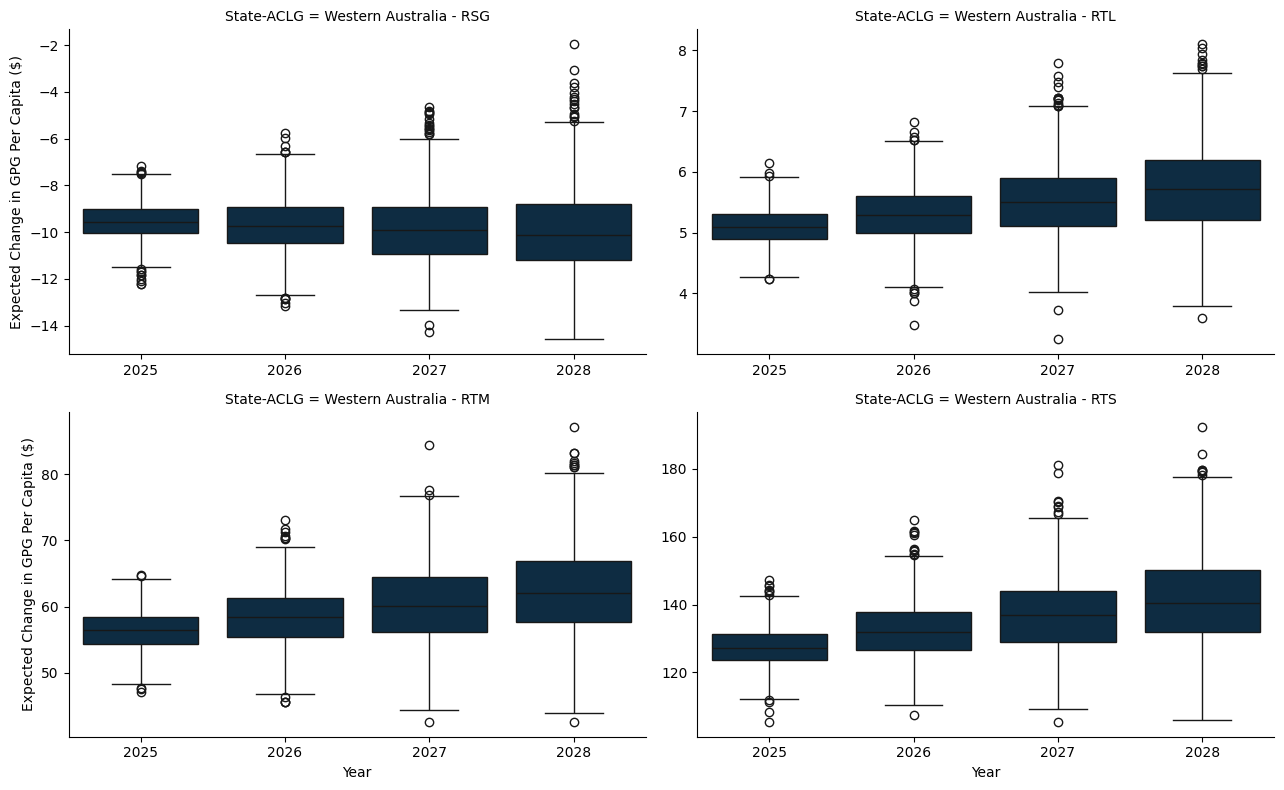 State-ACLG = Western Australia - RSG
Expected Change in GPG Per Capita ($)
−2
−4
−6
−8
−10
−12
−14
2025 2026 2027 2028
State-ACLG = Western Australia - RTL
8
7
6
5
4
2025 2026 2027 2028
State-ACLG = Western Australia - RTM
Expected Change in GPG Per Capita ($)
80
70
60
50
2025 2026 2027 2028
Year
State-ACLG = Western Australia - RTS
180
160
140
120
2025 2026 2027 2028
Year